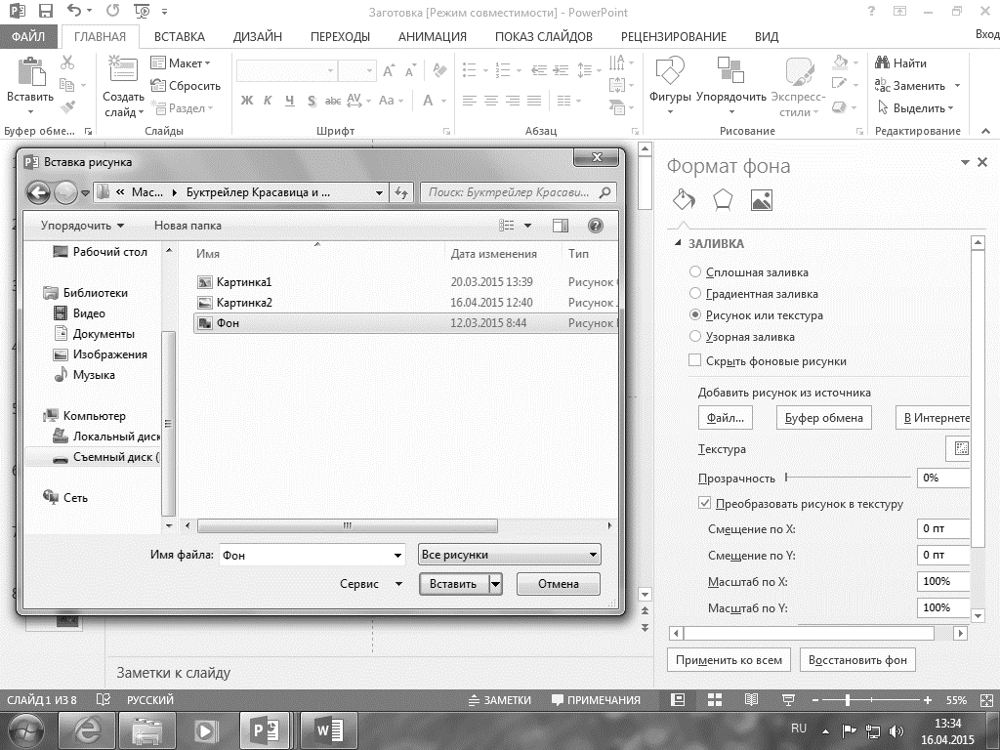 Заготовка [Режим совместимости] - PowerPoint
ФАЙЛ ГЛАВНАЯ ВСТАВКА ДИЗАЙН ПЕРЕХОДЫ АНИМАЦИЯ ПОКАЗ СЛАЙДОВ РЕЦЕНЗИРОВАНИЕ ВИД Вход
Вставить
Создать слайд
Макет
Сбросить
Раздел
Ж К Ч S abc AV Aa A
Фигуры Упорядочить Экспресс-стили
Найти
Заменить
Выделить
Буфер обме... Слайды Шрифт Абзац Рисование Редактирование
Вставка рисунка
« Мас... Буктрейлер Красавица и ...
Поиск: Буктрейлер Красави...
Упорядочить Новая папка
Рабочий стол
Библиотеки
Видео
Документы
Изображения
Музыка
Компьютер
Локальный диск
Съемный диск (
Сеть
Имя Дата изменения Тип
Картинка1 20.03.2015 13:39 Рисунок
Картинка2 16.04.2015 12:40 Рисунок
Фон 12.03.2015 8:44 Рисунок
Имя файла: Фон Все рисунки
Сервис Вставить Отмена
Формат фона
ЗАЛИВКА
Сплошная заливка
Градиентная заливка
Рисунок или текстура
Узорная заливка
Скрыть фоновые рисунки
Добавить рисунок из источника
Файл... Буфер обмена В Интернете
Текстура
Прозрачность 0%
Преобразовать рисунок в текстуру
Смещение по X: 0 пт
Смещение по Y: 0 пт
Масштаб по X: 100%
Масштаб по Y: 100%
Применить ко всем Восстановить фон
Заметки к слайду
СЛАЙД 1 ИЗ 8 РУССКИЙ ЗАМЕТКИ ПРИМЕЧАНИЯ 55%
RU 13:34
16.04.2015